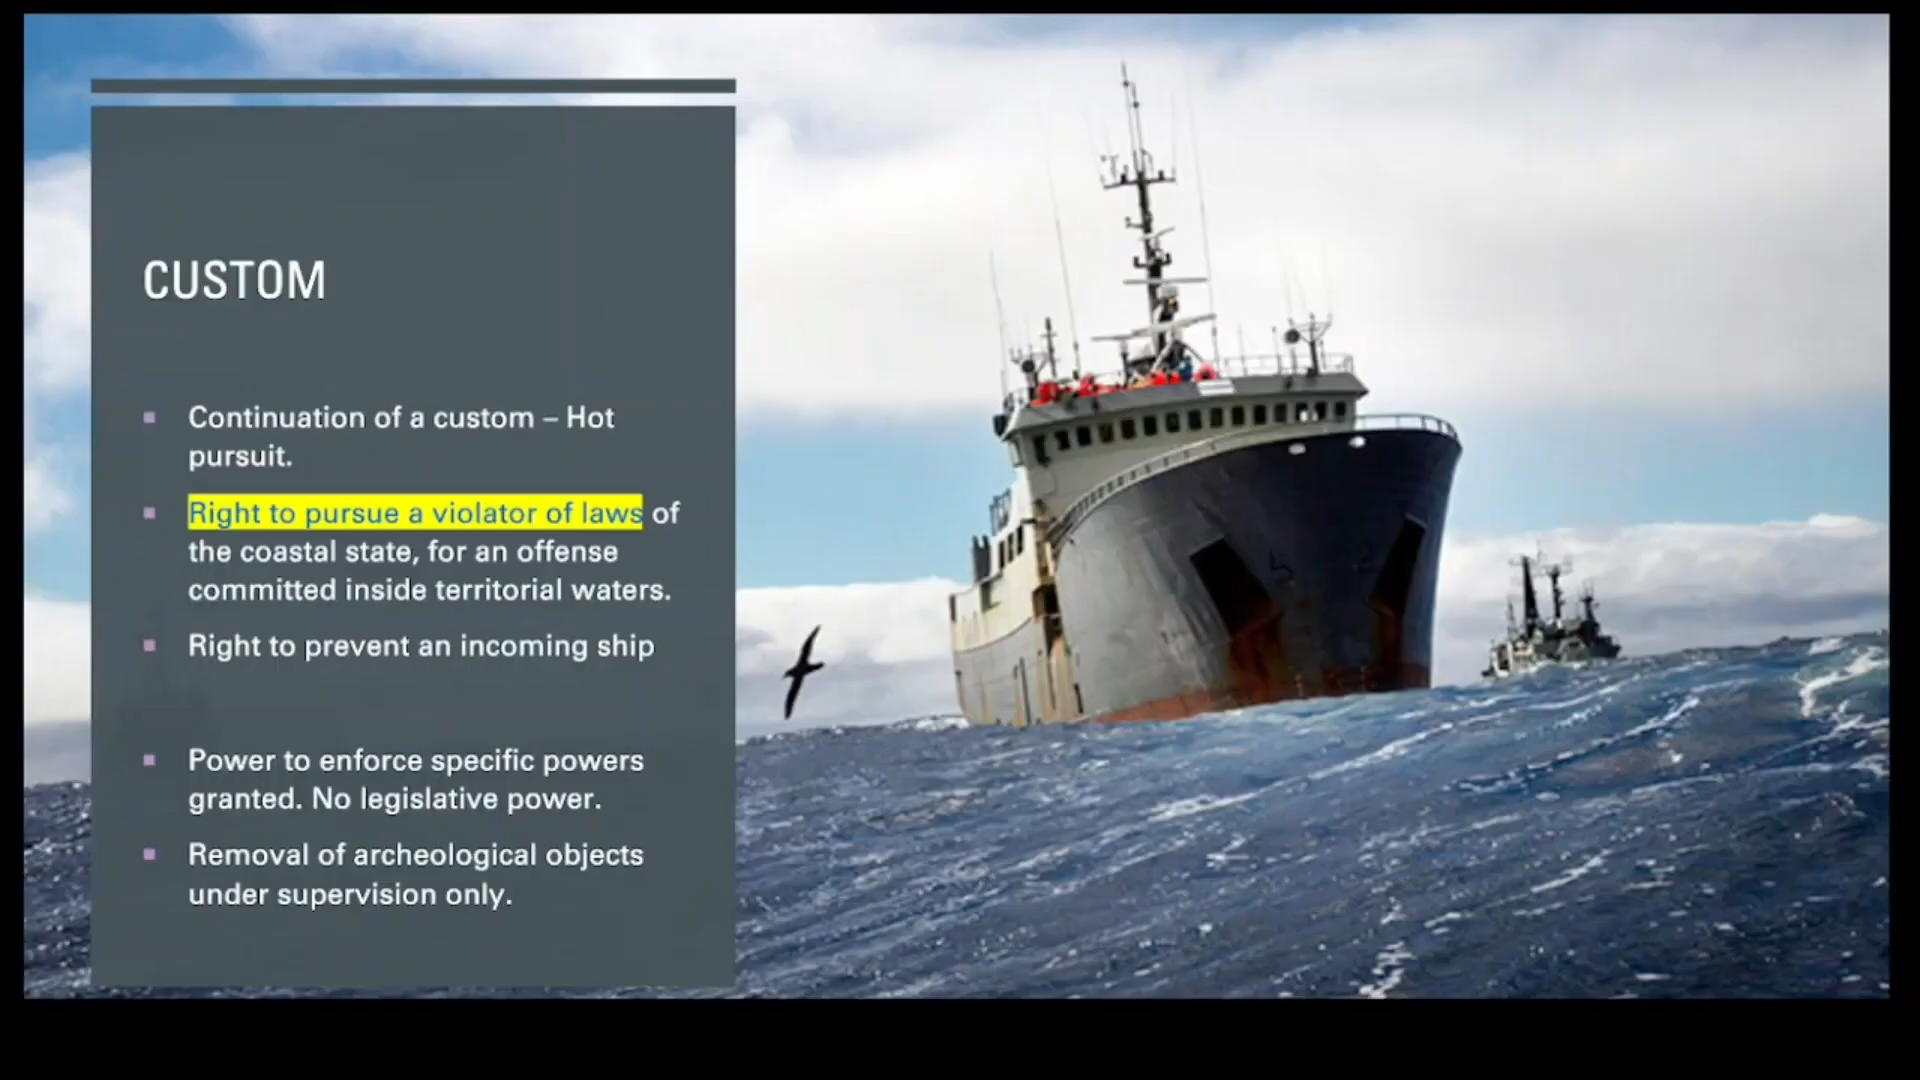 CUSTOM
Continuation of a custom – Hot
pursuit.
Right to pursue a violator of laws of
the coastal state, for an offense
committed inside territorial waters.
Right to prevent an incoming ship
Power to enforce specific powers
granted. No legislative power.
Removal of archeological objects
under supervision only.